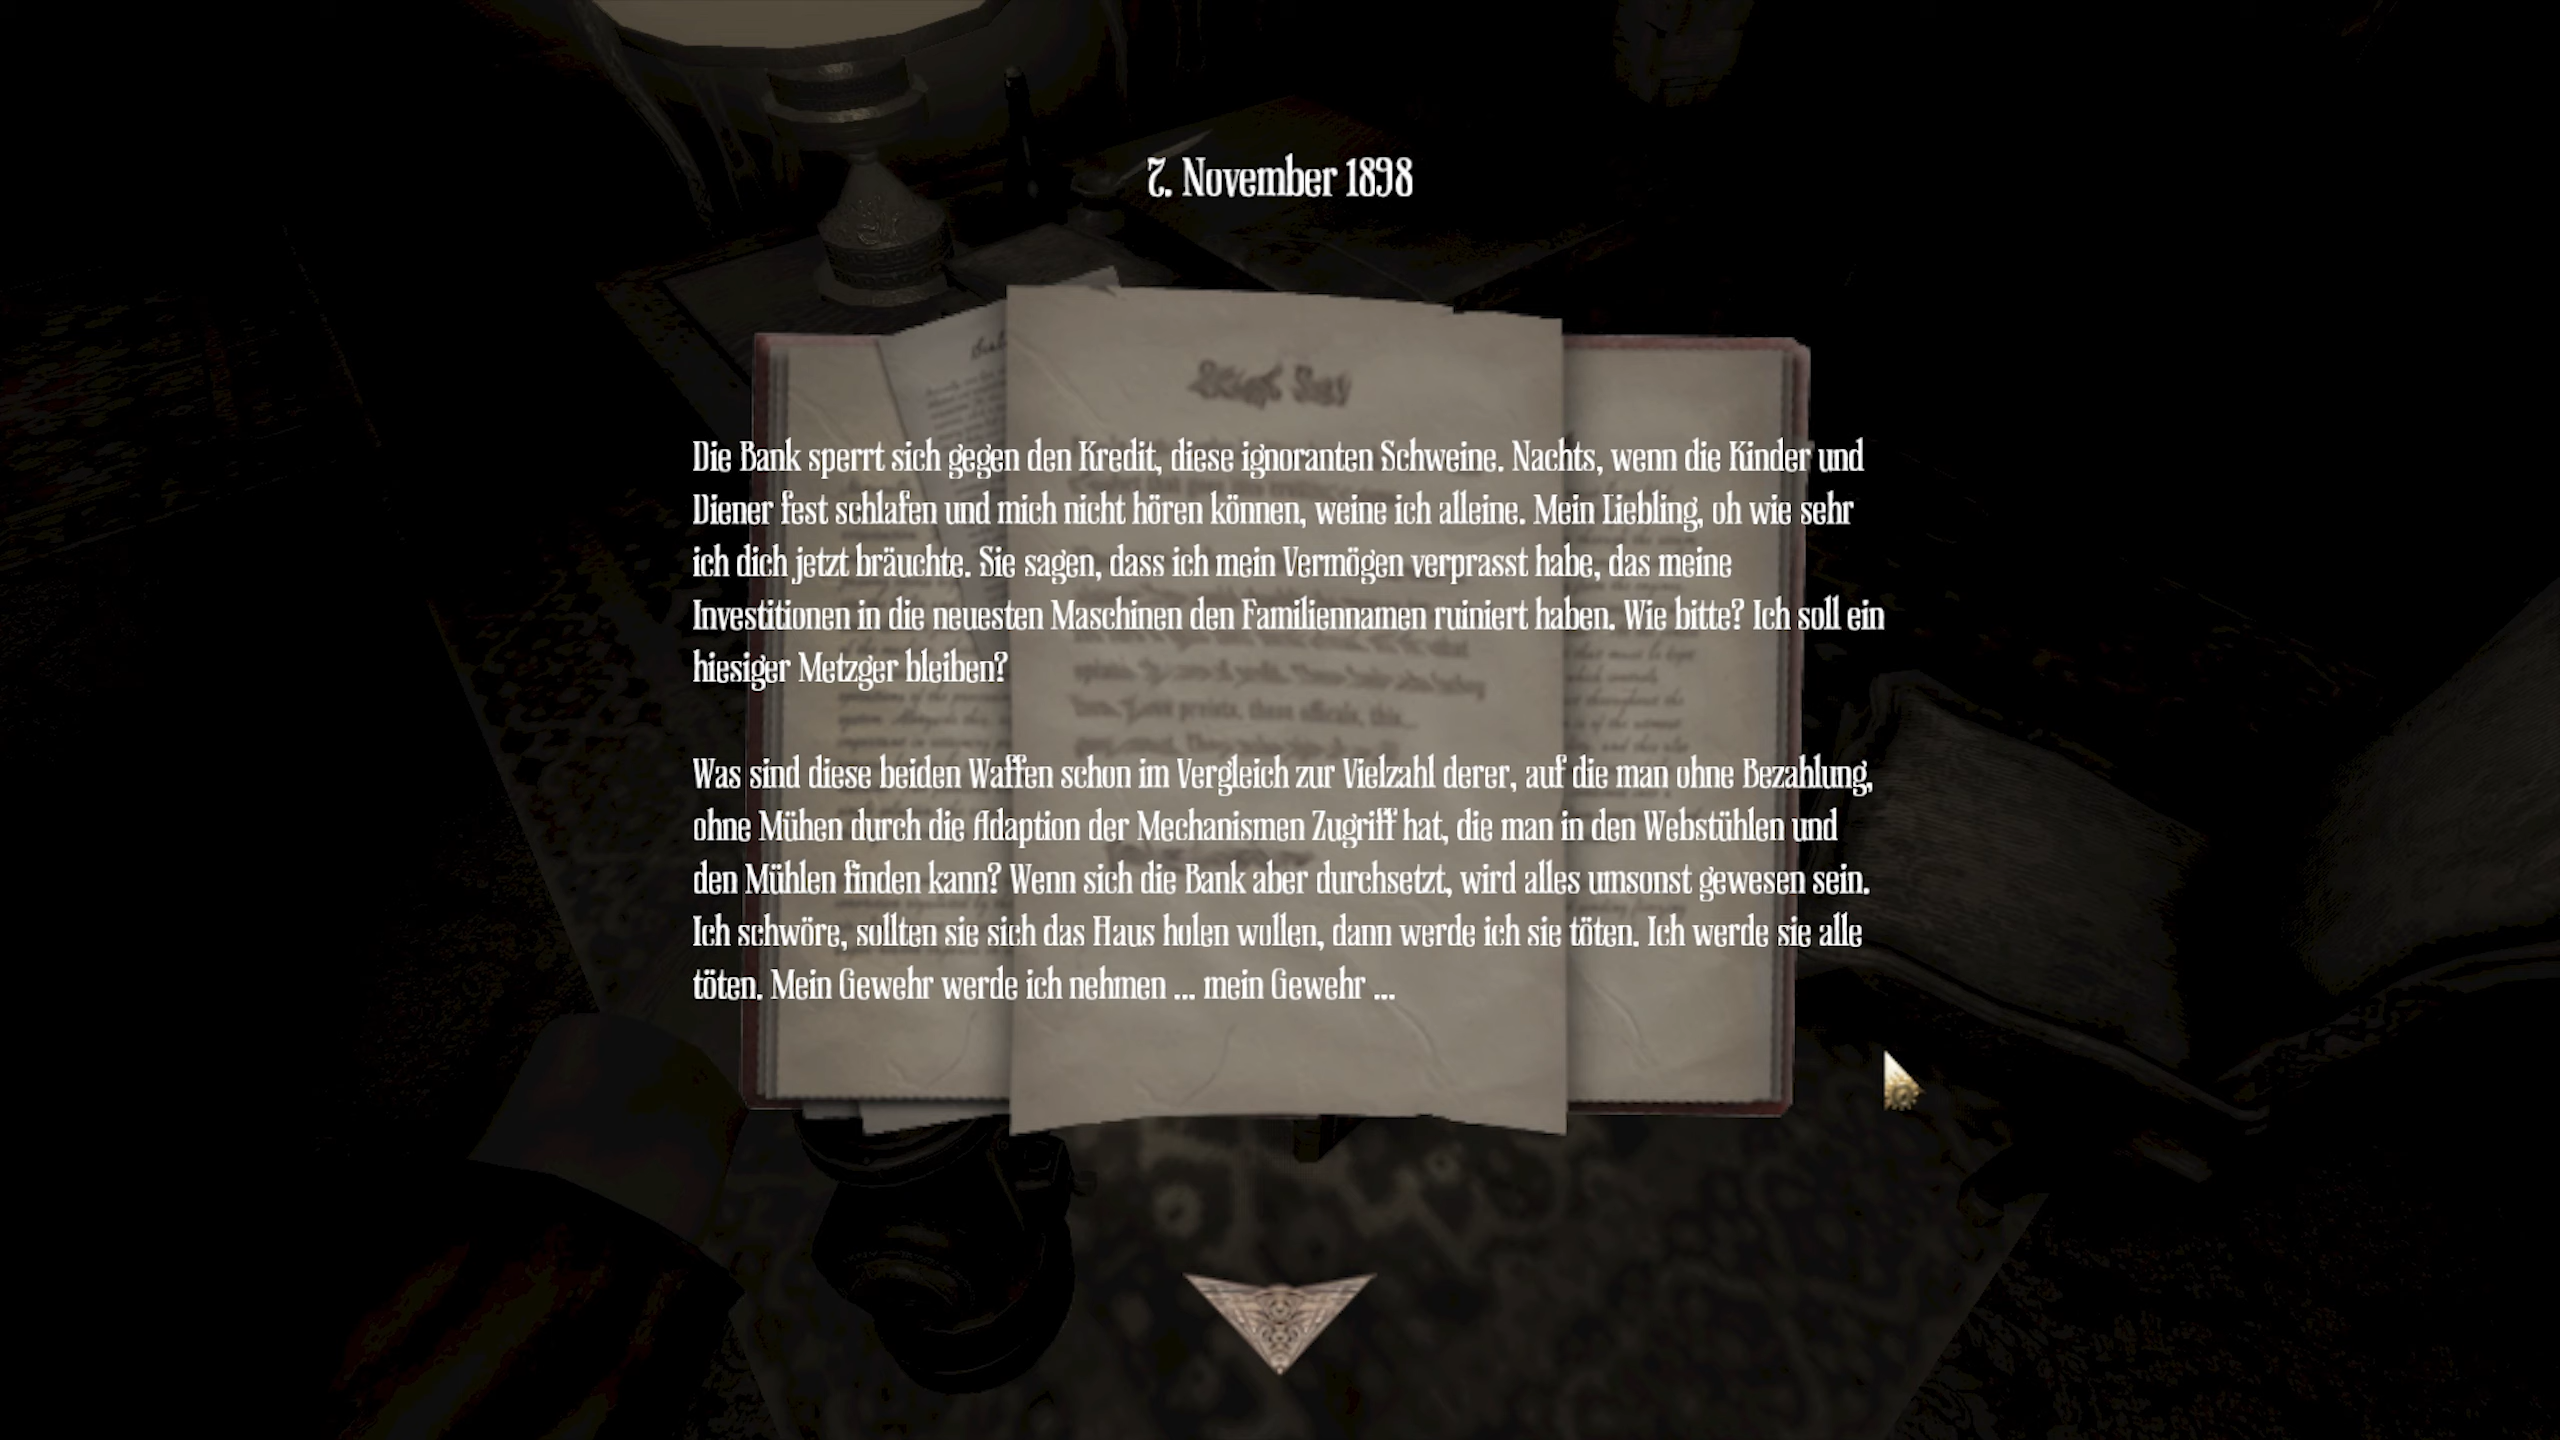 7. November 1898
Die Bank sperrt sich gegen den Kredit, diese ignoranten Schweine. Nachts, wenn die Kinder und
Diener fest schlafen und mich nicht hören können, weine ich alleine. Mein Liebling, oh wie sehr
ich dich jetzt bräuchte. Sie sagen, dass ich mein Vermögen verprasst habe, das meine
Investitionen in die neuesten Maschinen den Familiennamen ruiniert haben. Wie bitte? Ich soll ein
hiesiger Metzger bleiben?
Was sind diese beiden Waffen schon im Vergleich zur Vielzahl derer, auf die man ohne Bezahlung,
ohne Mühen durch die Adaption der Mechanismen Zugriff hat, die man in den Webstühlen und
den Mühlen finden kann? Wenn sich die Bank aber durchsetzt, wird alles umsonst gewesen sein.
Ich schwöre, sollten sie sich das Haus holen wollen, dann werde ich sie töten. Ich werde sie alle
töten. Mein Gewehr werde ich nehmen ... mein Gewehr ...